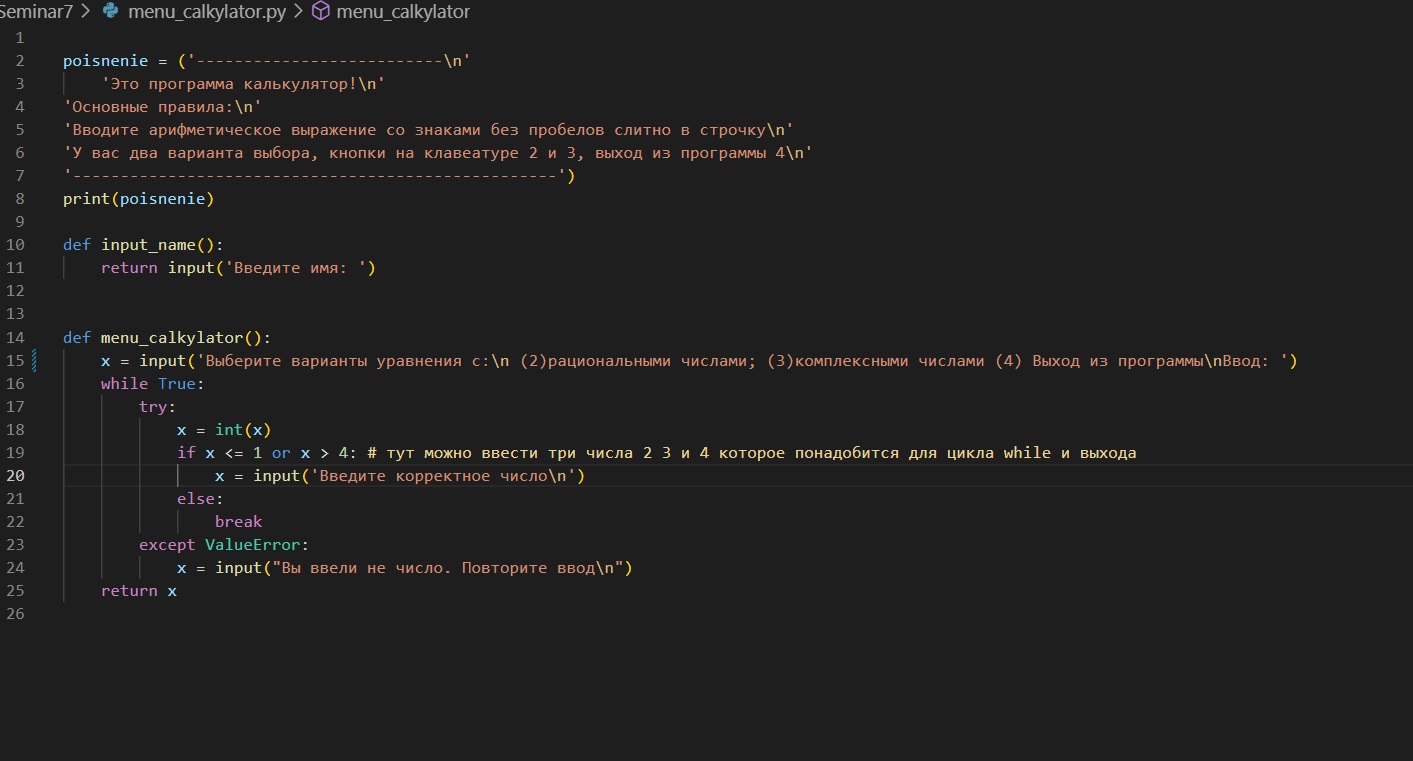 Seminar7 > menu_calkylator.py > menu_calkylator
1
2 poisnenie = ('--------------------------\n'
3 'Это программа калькулятор!\n'
4 'Основные правила:\n'
5 'Вводите арифметическое выражение со знаками без пробелов слитно в строчку\n'
6 'У вас два варианта выбора, кнопки на клавеатуре 2 и 3, выход из программы 4\n'
7 '---------------------------------------------------')
8 print(poisnenie)
9
10 def input_name():
11 return input('Введите имя: ')
12
13
14 def menu_calkylator():
15 x = input('Выберите варианты уравнения с:\n (2)рациональными числами; (3)комплексными числами (4) Выход из программы\nВвод: ')
16 while True:
17 try:
18 x = int(x)
19 if x <= 1 or x > 4: # тут можно ввести три числа 2 3 и 4 которое понадобится для цикла while и выхода
20 x = input('Введите корректное число\n')
21 else:
22 break
23 except ValueError:
24 x = input("Вы ввели не число. Повторите ввод\n")
25 return x
26